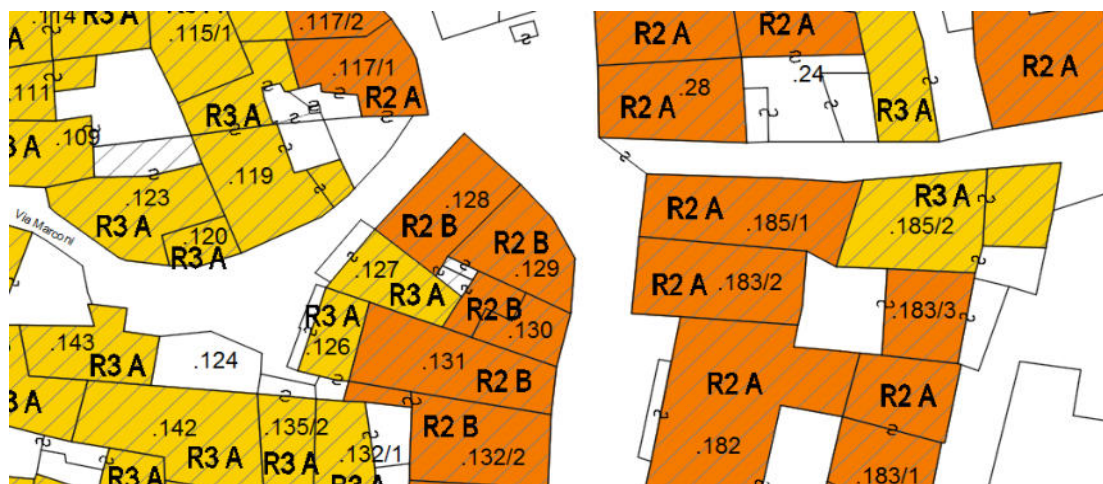 .114
R3 A
.117/2
R2 A
R2 A
.115/1
A
.117/1
.24
R2 A
.28
.111
R2 A
R3 A
R2 A
R3 A
.109
3 A
.119
.123
.128
R3 A
R2 A
.185/1
R3 A
.185/2
Via Marconi
R2 B
.120
R3 A
R2 B
.127
.129
R3 A
R2 A
.183/2
R2 B
.183/3
R3 A
.126
.130
.143
.124
.131
R3 A
R2 B
R2 A
R2 A
3 A
.142
.135/2
R2 B
.182
R3 A
R3 A
.132/1
.132/2
R3 A
R3 A
.183/1